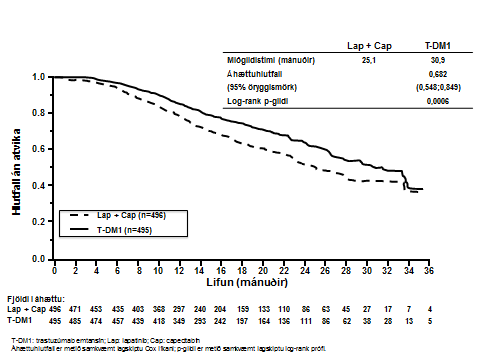 Lap + Cap T-DM1
Miðgildistími (mánuðir) 25,1 30,9
Áhættuhlutfall 0,682
(95% öryggismörk) (0,548;0,849)
Log-rank p-gildi 0,0006
Hlutfall án atvika
1.0
0.8
0.6
0.4
0.2
0.0
Lap + Cap (n=496)
T-DM1 (n=495)
0 2 4 6 8 10 12 14 16 18 20 22 24 26 28 30 32 34 36
Lifun (mánuðir)
Fjöldi í áhættu:
Lap + Cap 496 471 453 435 403 368 297 240 204 159 133 110 86 63 45 27 17 7 4
T-DM1 495 485 474 457 439 418 349 293 242 197 164 136 111 86 62 38 28 13 5
T-DM1: trastuzúmabemtansín; Lap: lapatiníb; Cap: capecítabín
Áhættuhlutfall er metið samkvæmt lagskiptu Cox líkani; p-gildi er metið samkvæmt lagskiptu log-rank prófi.